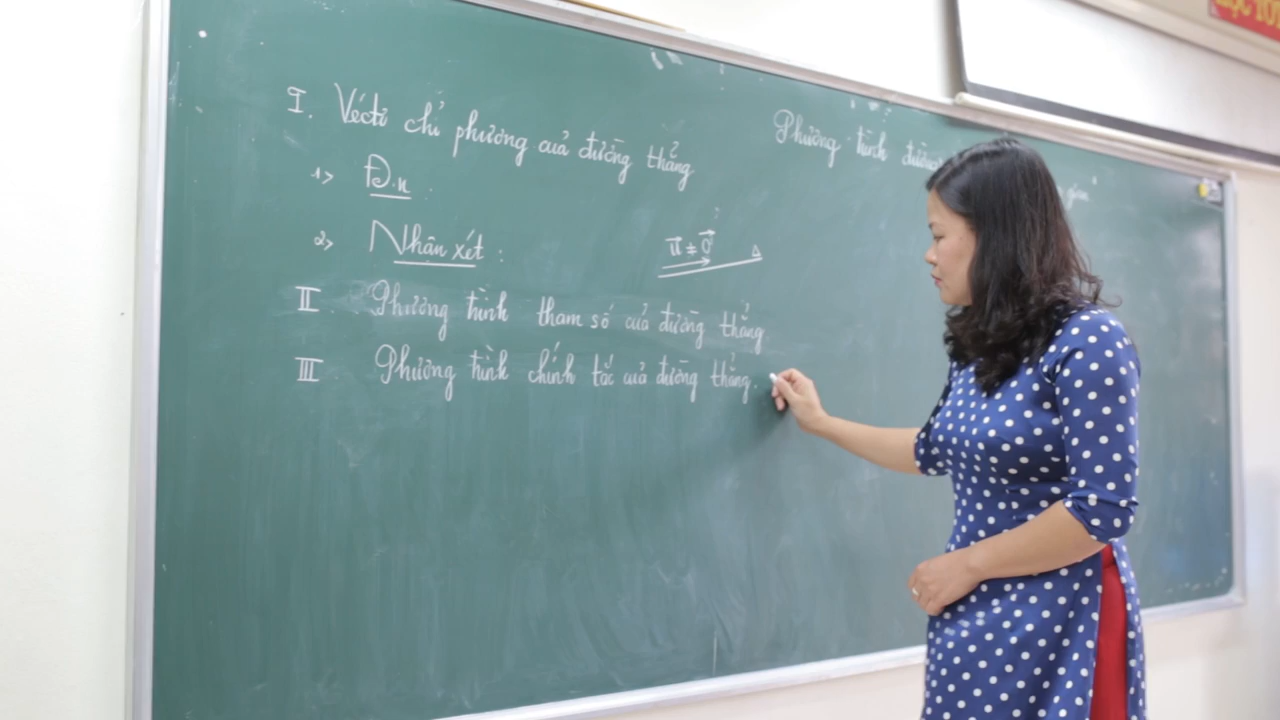 Phương trình đường
I. Véctơ chỉ phương của đường thẳng
1> Đ.n
2> Nhân xét :
u⃗ ≠ 0⃗
Δ
II Phương trình tham số của đường thẳng
III Phương trình chính tắc của đường thẳng.